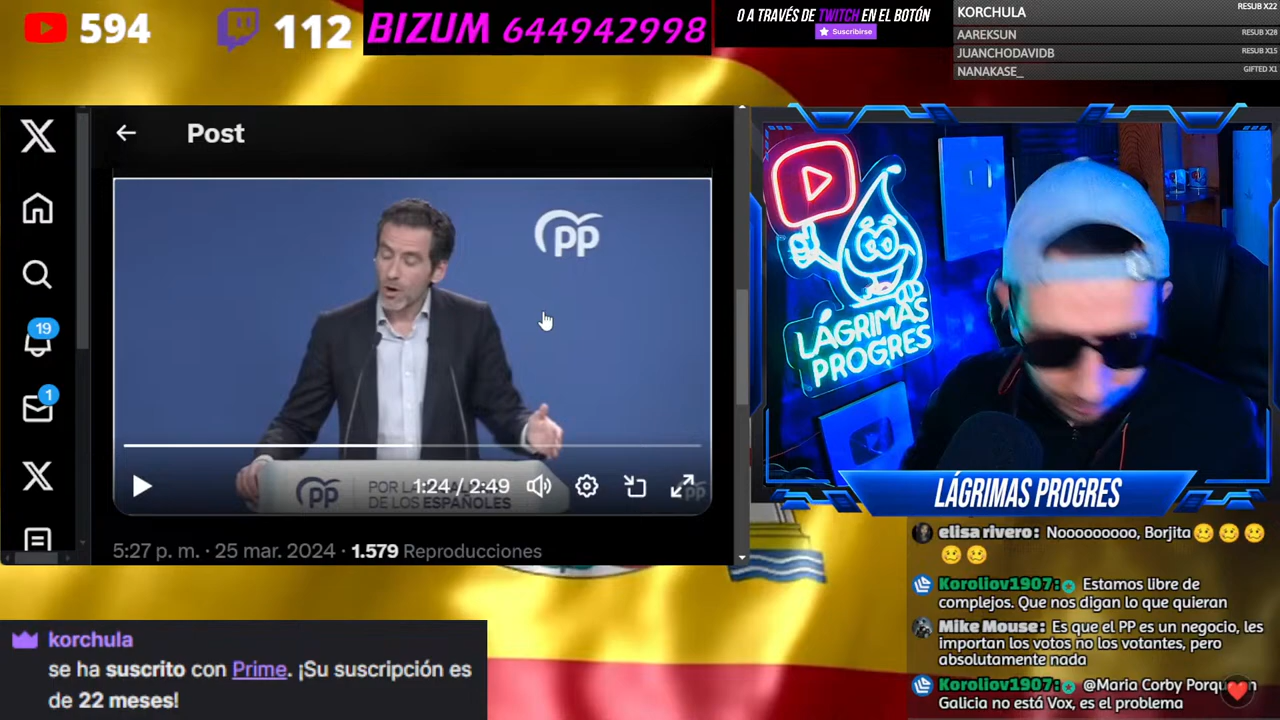 594
112
BIZUM 644942998
O A TRAVÉS DE TWITCH EN EL BOTÓN
Suscribirse
KORCHULA RESUB X22
AAREKSUN RESUB X28
JUANCHODAVIDB RESUB X15
NANAKASE_ GIFTED X1
Post
19
1
pp
pp POR LA
DE LOS ESPAÑOLES
1:24 / 2:49
5:27 p. m. · 25 mar. 2024 · 1.579 Reproducciones
LÁGRIMAS
PROGRES
LÁGRIMAS PROGRES
elisa rivero: Nooooooooo, Borjita
Koroliov1907: Estamos libre de
complejos. Que nos digan lo que quieran
Mike Mouse: Es que el PP es un negocio, les
importan los votos no los votantes, pero
absolutamente nada
Koroliov1907: @Maria Corby
Galicia no está Vox, es el problema
korchula
se ha suscrito con Prime. ¡Su suscripción es
de 22 meses!